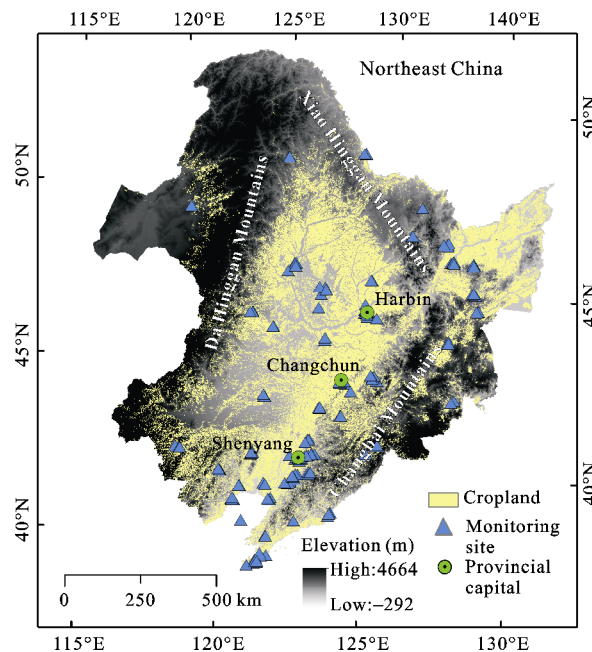 115°E 120°E 125°E 130°E 135°E 140°E
Northeast China
50°N
50°N
Xiao Hinggan Mountains
Da Hinggan Mountains
Harbin
45°N
45°N
Changchun
Changbai Mountain
Shenyang
40°N
40°N
Cropland
Monitoring
site
Provincial
capital
Elevation (m)
High:4664
Low:–292
0 250 500 km
115°E 120°E 125°E 130°E